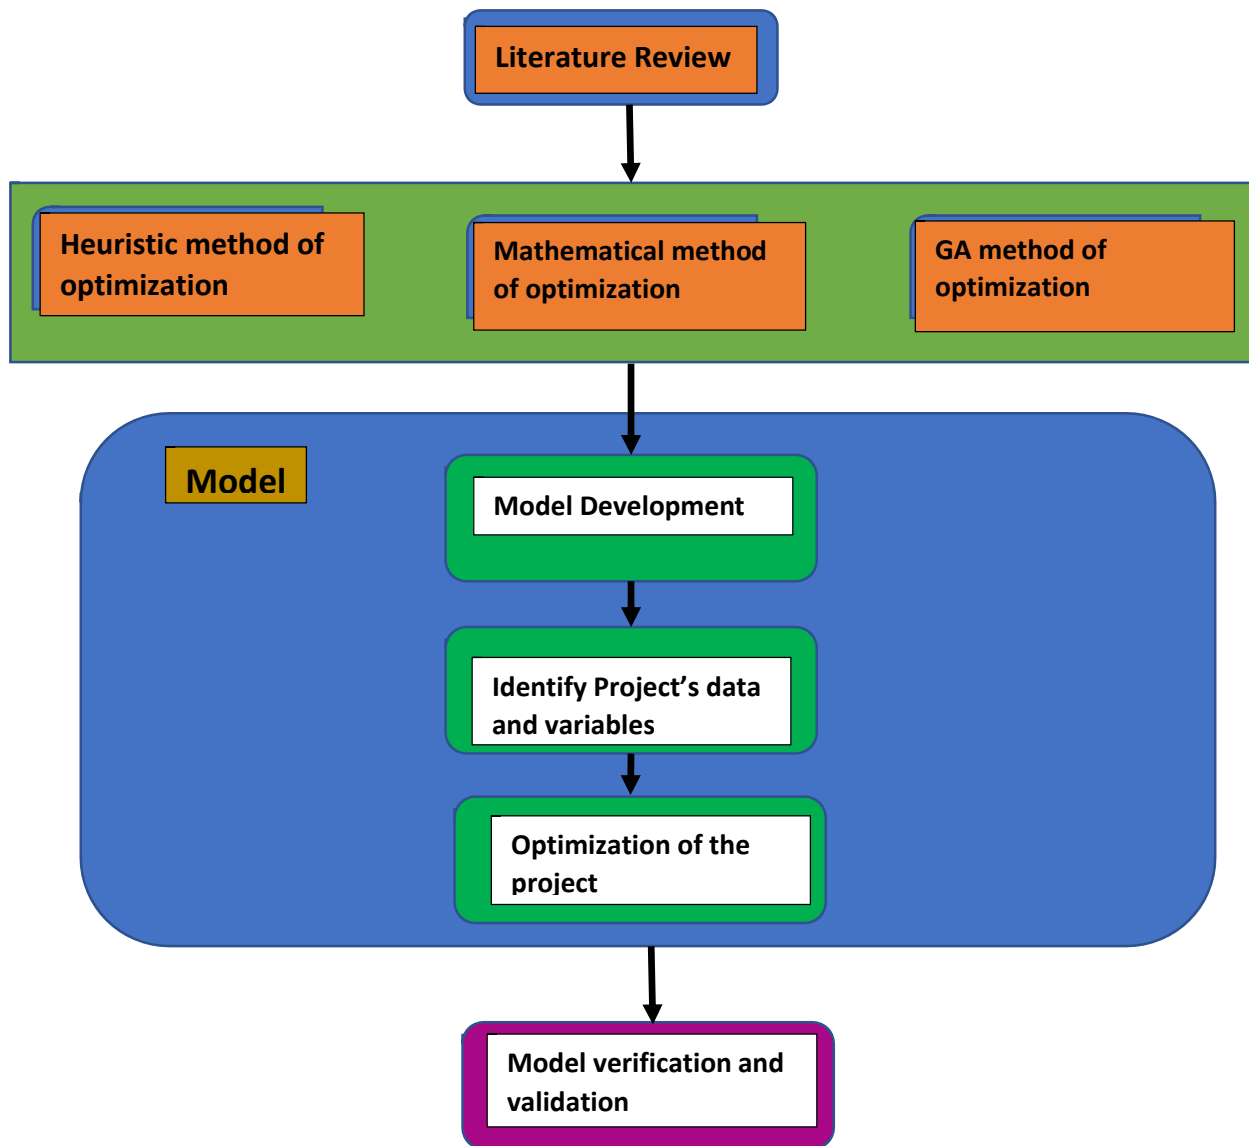 Literature Review
Heuristic method of
optimization
Mathematical method
of optimization
GA method of
optimization
Model
Model Development
Identify Project’s data
and variables
Optimization of the
project
Model verification and
validation